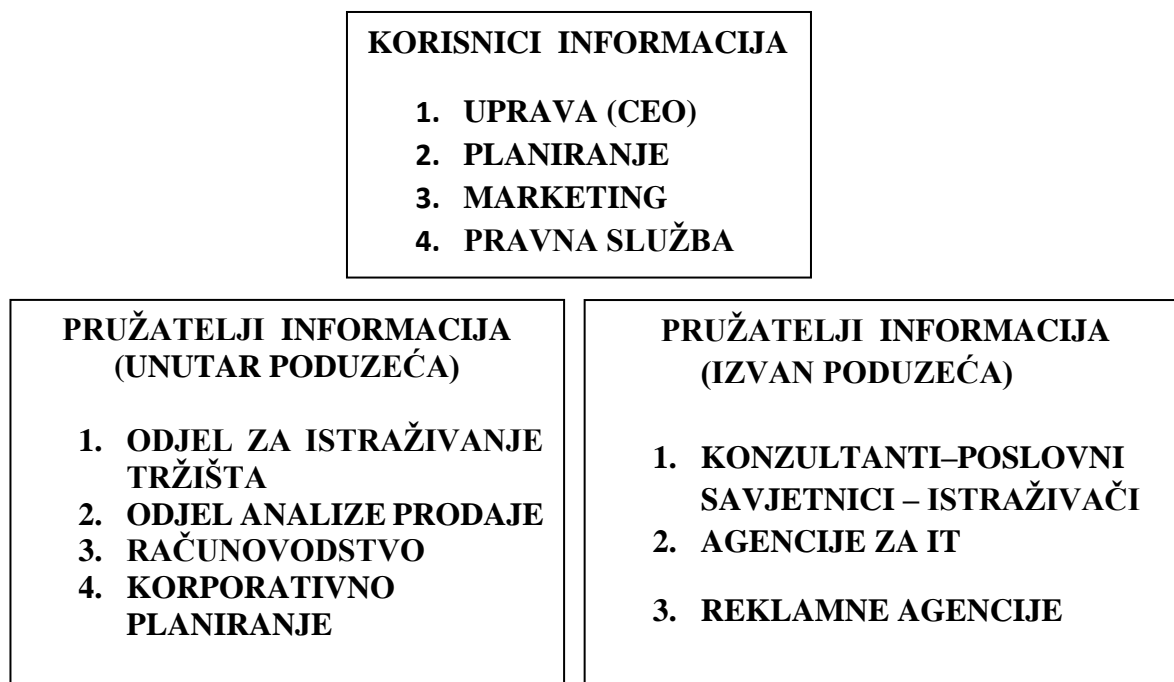 KORISNICI INFORMACIJA
1. UPRAVA (CEO)
2. PLANIRANJE
3. MARKETING
4. PRAVNA SLUŽBA
PRUŽATELJI INFORMACIJA
(UNUTAR PODUZEĆA)
1. ODJEL ZA ISTRAŽIVANJE
TRŽIŠTA
2. ODJEL ANALIZE PRODAJE
3. RAČUNOVODSTVO
4. KORPORATIVNO
PLANIRANJE
PRUŽATELJI INFORMACIJA
(IZVAN PODUZEĆA)
1. KONZULTANTI–POSLOVNI
SAVJETNICI – ISTRAŽIVAČI
2. AGENCIJE ZA IT
3. REKLAMNE AGENCIJE